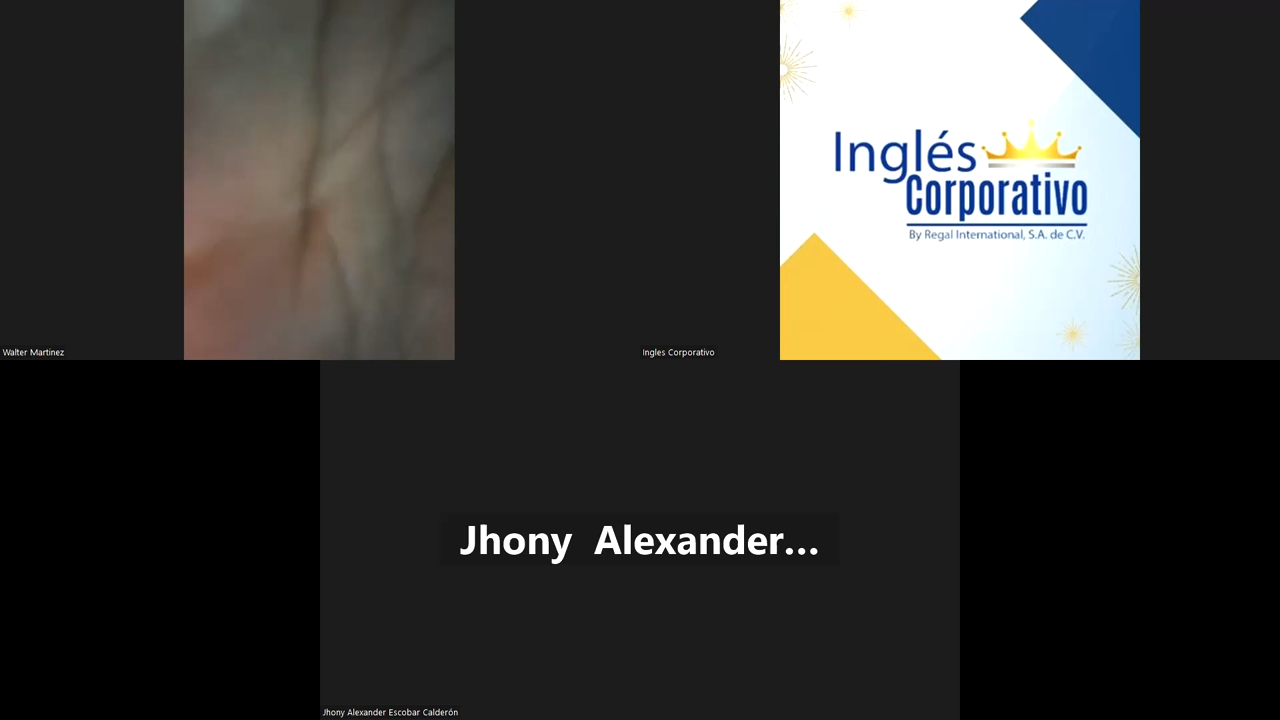 Inglés
Corporativo
By Regal International, S.A. de C.V.
Walter Martinez
Ingles Corporativo
Jhony Alexander...
Jhony Alexander Escobar Calderón